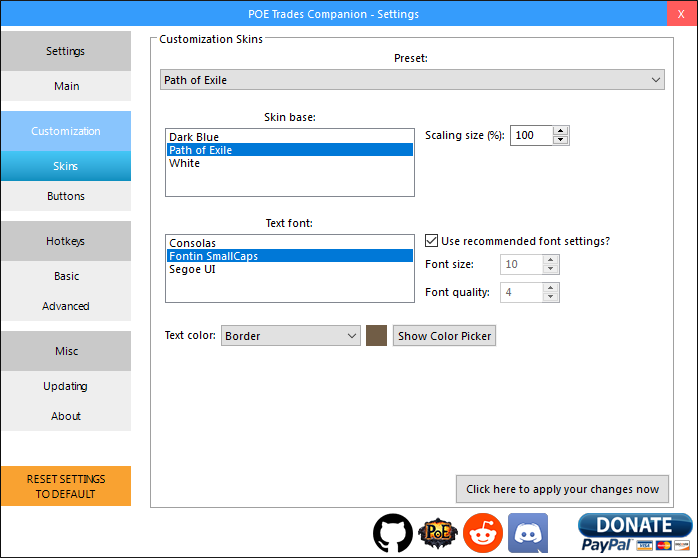 POE Trades Companion - Settings
X
Settings
Main
Customization
Skins
Buttons
Hotkeys
Basic
Advanced
Misc
Updating
About
RESET SETTINGS
TO DEFAULT
Customization Skins
Preset:
Path of Exile
Skin base:
Dark Blue
Path of Exile
White
Scaling size (%): 100
Text font:
Consolas
Fontin SmallCaps
Segoe UI
Use recommended font settings?
Font size: 10
Font quality: 4
Text color: Border Show Color Picker
Click here to apply your changes now
PoE
DONATE
PayPal